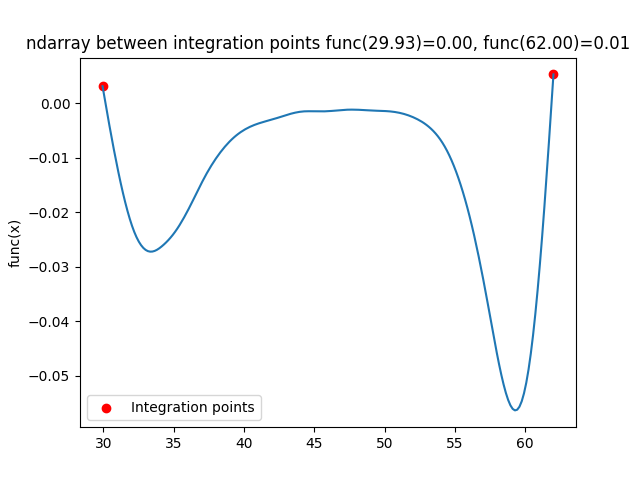 ndarray between integration points func(29.93)=0.00, func(62.00)=0.01
func(x)
0.00
−0.01
−0.02
−0.03
−0.04
−0.05
Integration points
30 35 40 45 50 55 60